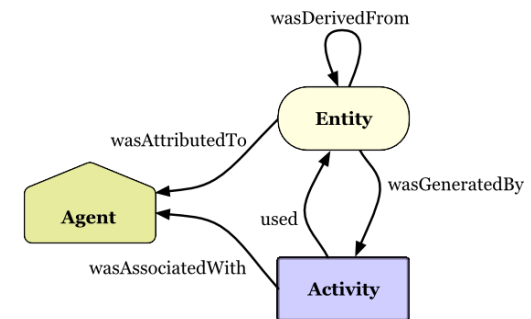 wasDerivedFrom
Entity
wasAttributedTo
wasGeneratedBy
Agent
used
wasAssociatedWith
Activity